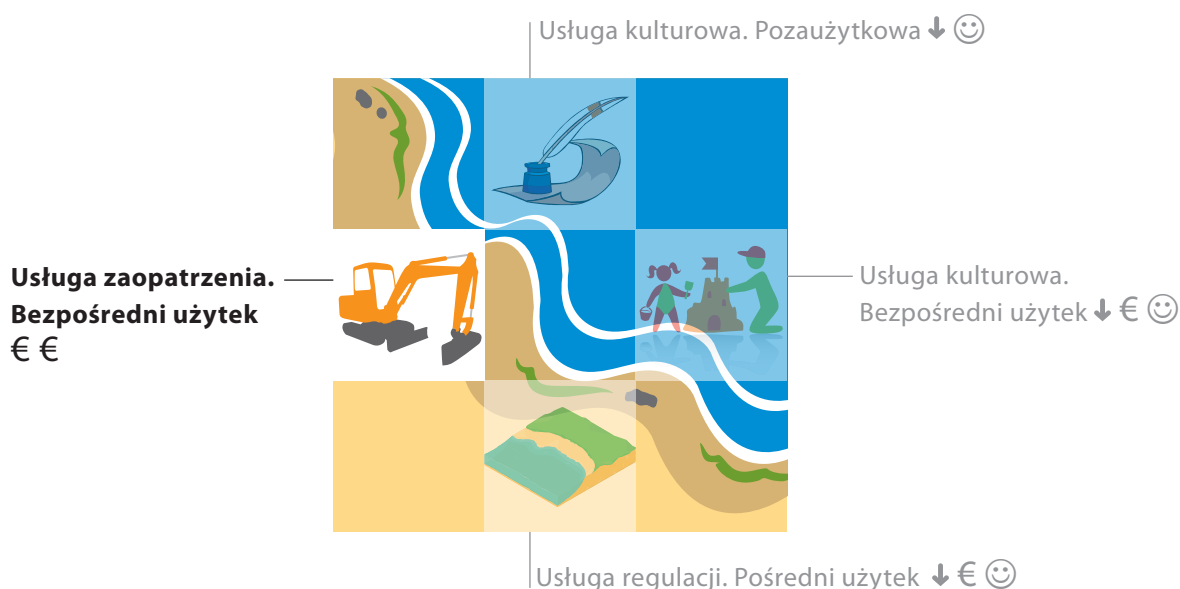 Usługa kulturowa. Pozaużytkowa ↓ ☺
Usługa zaopatrzenia.
Bezpośredni użytek
€ €
Usługa kulturowa.
Bezpośredni użytek ↓ € ☺
Usługa regulacji. Pośredni użytek ↓ € ☺